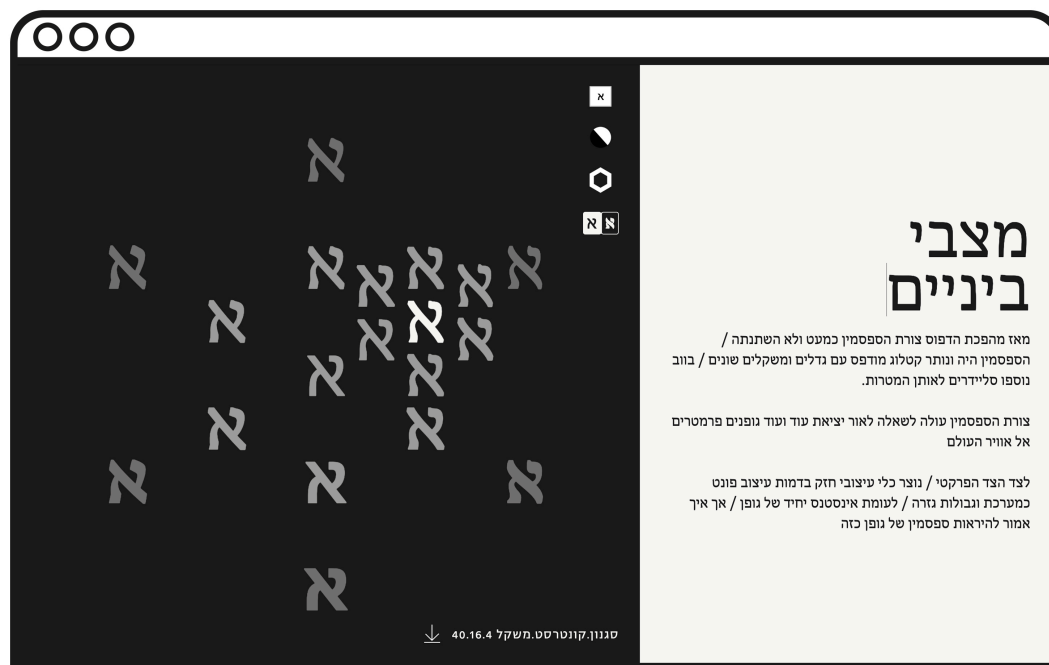 א
א א
א
א א א א א
א א
א א א א
א א
א א
א א א
א
סגנון.קונטרסט.משקל 40.16.4
מצבי
ביניים
מאז מהפכת הדפוס צורת הספסמין כמעט ולא השתנתה /
הספסמין היה ונותר קטלוג מודפס עם גדלים ומשקלים שונים / בווב
נוספו סליידרים לאותן המטרות.
צורת הספסמין עולה לשאלה לאור יציאת עוד ועוד גופנים פרמטרים
אל אוויר העולם
לצד הצד הפרקטי / נוצר כלי עיצובי חזק בדמות עיצוב פונט
כמערכת וגבולות גזרה / לעומת אינסטנס יחיד של גופן / אך איך
אמור להיראות ספסמין של גופן כזה